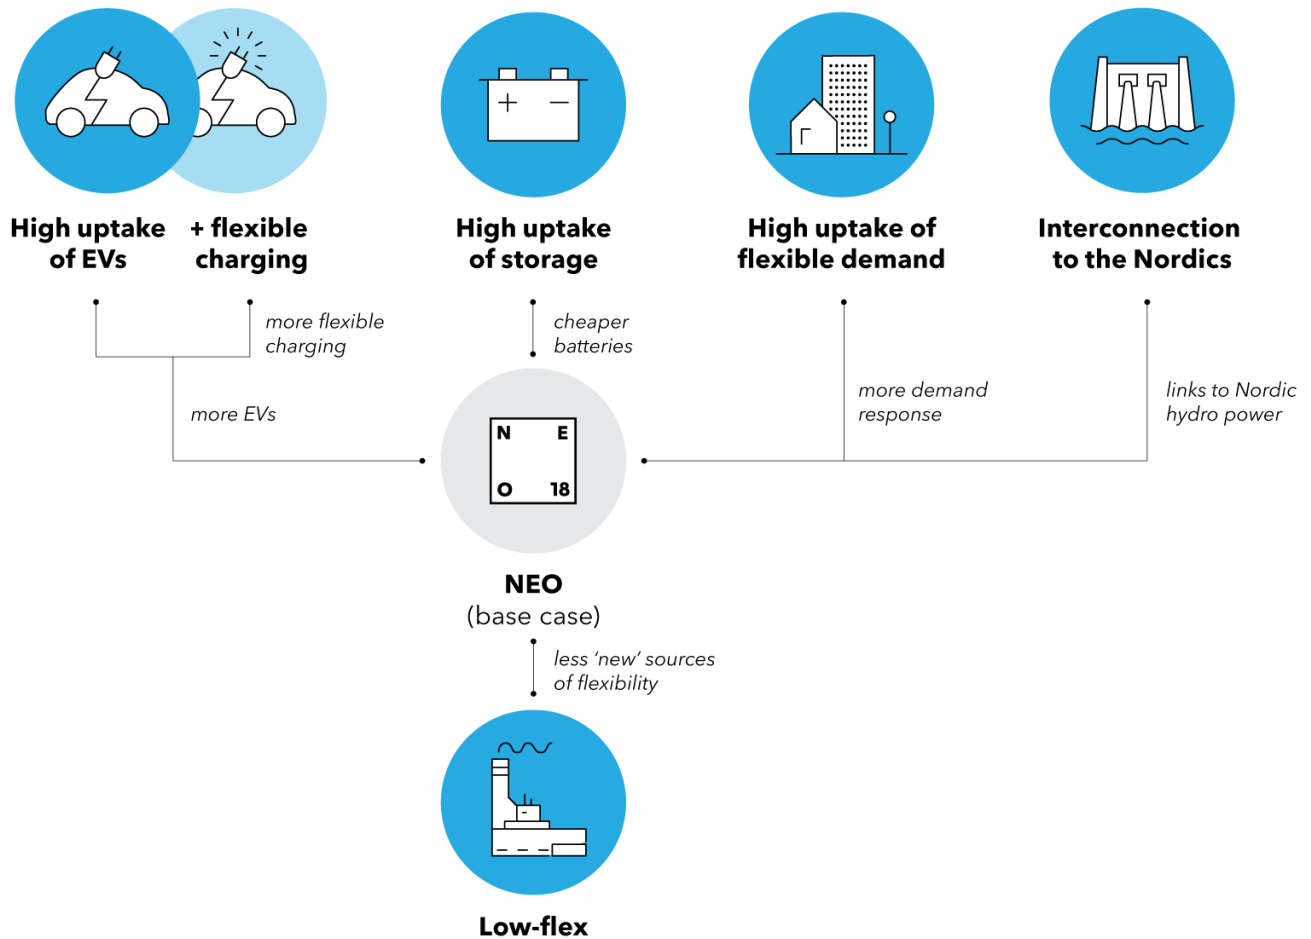 High uptake
of EVs
+ flexible
charging
High uptake
of storage
High uptake of
flexible demand
Interconnection
to the Nordics
more flexible
charging
cheaper
batteries
more EVs
more demand
response
links to Nordic
hydro power
+ −
N E
O 18
NEO
(base case)
less ‘new’ sources
of flexibility
Low-flex